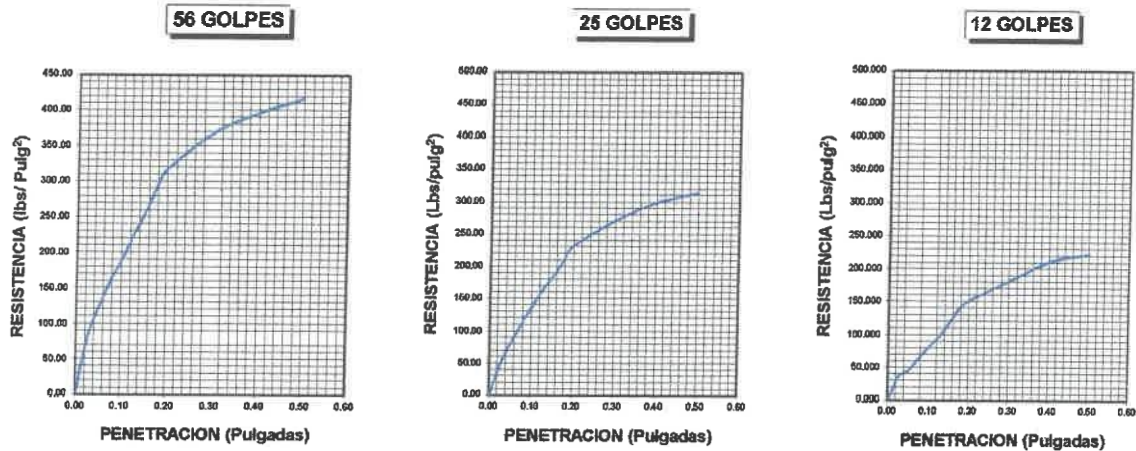 56 GOLPES
450.00
400.00
350.00
300.00
250.00
200.00
150.00
100.00
50.00
0.00
0.00 0.10 0.20 0.30 0.40 0.50 0.60
RESISTENCIA (lbs/ Pulg²)
PENETRACION (Pulgadas)
25 GOLPES
600.00
450.00
400.00
350.00
300.00
250.00
200.00
150.00
100.00
50.00
0.00
0.00 0.10 0.20 0.30 0.40 0.50 0.60
RESISTENCIA (Lbs/pulg²)
PENETRACION (Pulgadas)
12 GOLPES
500.000
450.000
400.000
350.000
300.000
250.000
200.000
150.000
100.000
50.000
0.000
0.00 0.10 0.20 0.30 0.40 0.50 0.60
RESISTENCIA (Lbs/pulg²)
PENETRACION (Pulgadas)